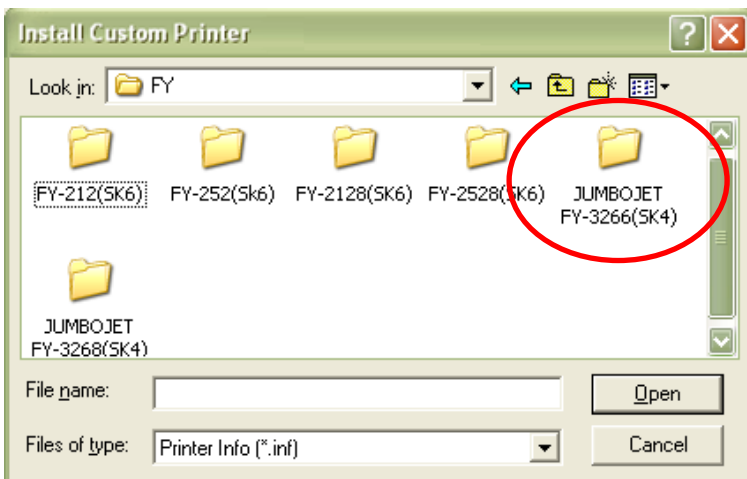 Install Custom Printer
Look in: FY
FY-212(SK6) FY-252(Sk6) FY-2128(SK6) FY-2528(SK6) JUMBOJET
FY-3266(SK4)
JUMBOJET
FY-3268(SK4)
File name: Open
Files of type: Printer Info (*.inf) Cancel